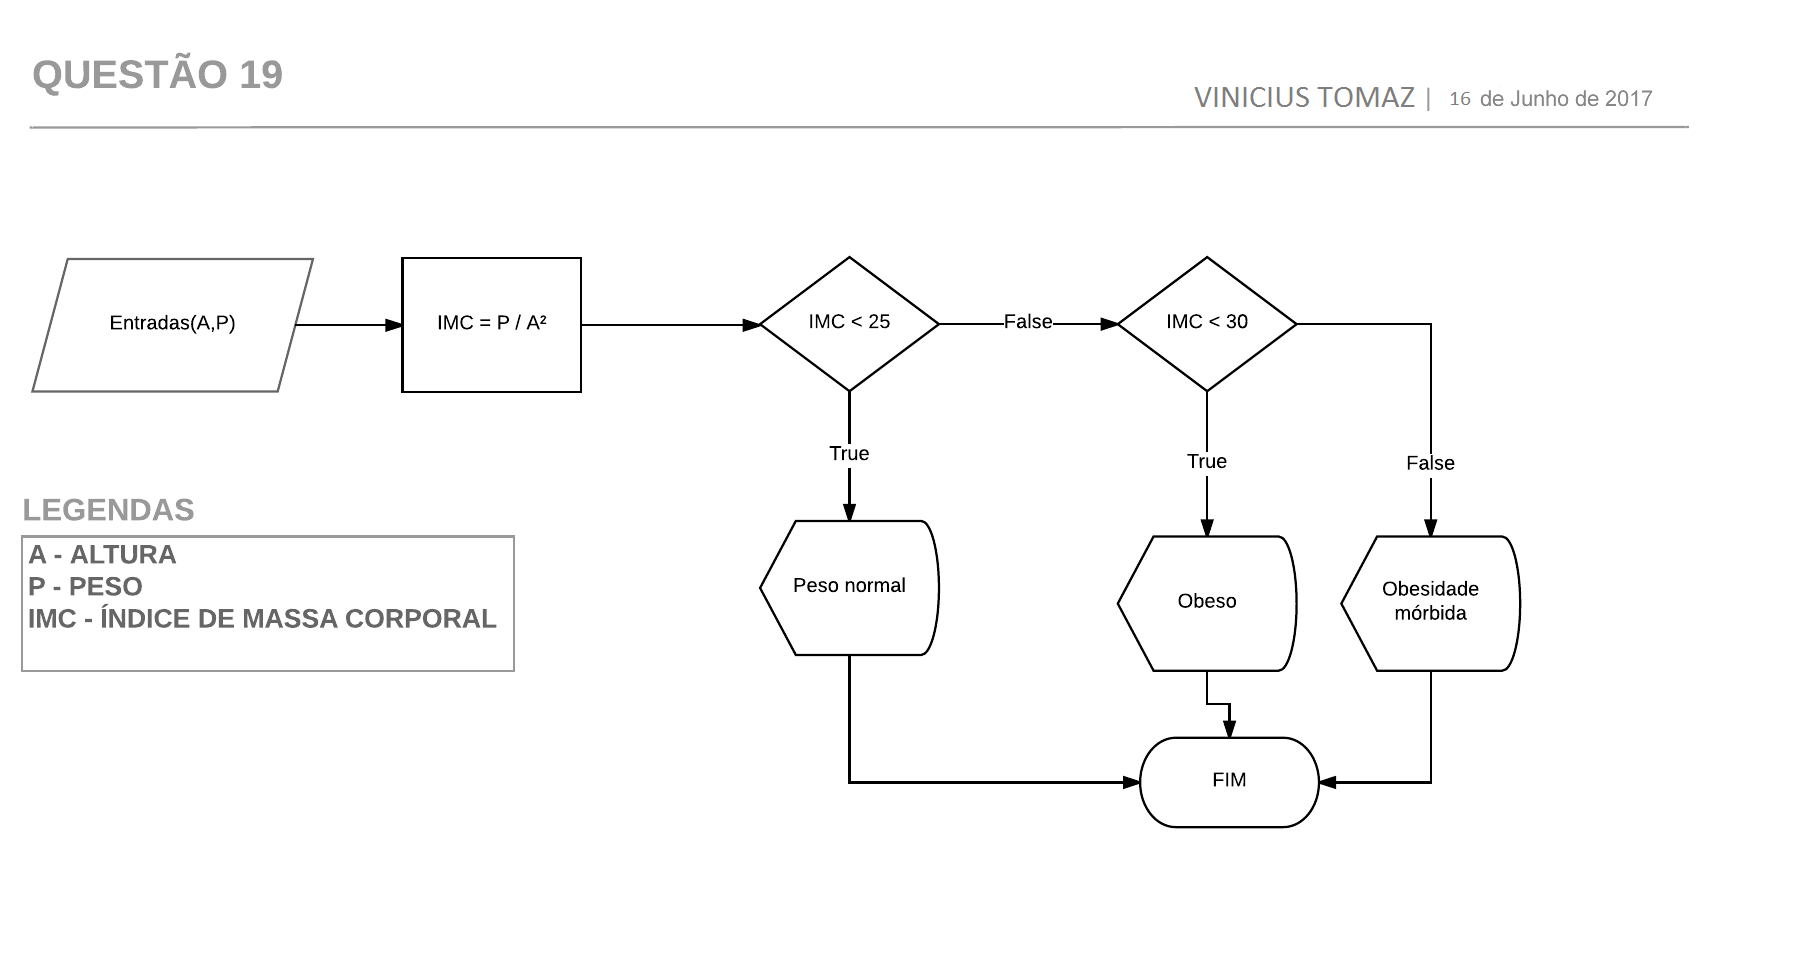 QUESTÃO 19
VINICIUS TOMAZ | 16 de Junho de 2017
Entradas(A,P)
IMC = P / A²
IMC < 25
False
IMC < 30
True
True
False
LEGENDAS
A - ALTURA
P - PESO
IMC - ÍNDICE DE MASSA CORPORAL
Peso normal
Obeso
Obesidade
mórbida
FIM